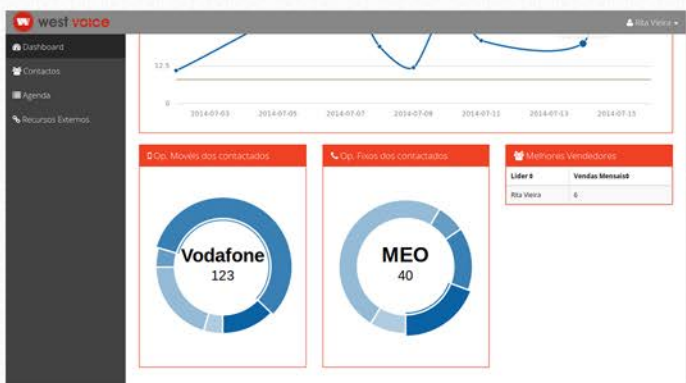 west voice
Rita Vieira
Dashboard
Contactos
Agenda
Recursos Externos
12.5
0
2014-07-03 2014-07-05 2014-07-07 2014-07-09 2014-07-11 2014-07-13 2014-07-15
Op. Movéis dos contactados
Op. Fixos dos contactados
Melhores Vendedores
Líder Vendas Mensais
Rita Vieira 6
Vodafone
123
MEO
40